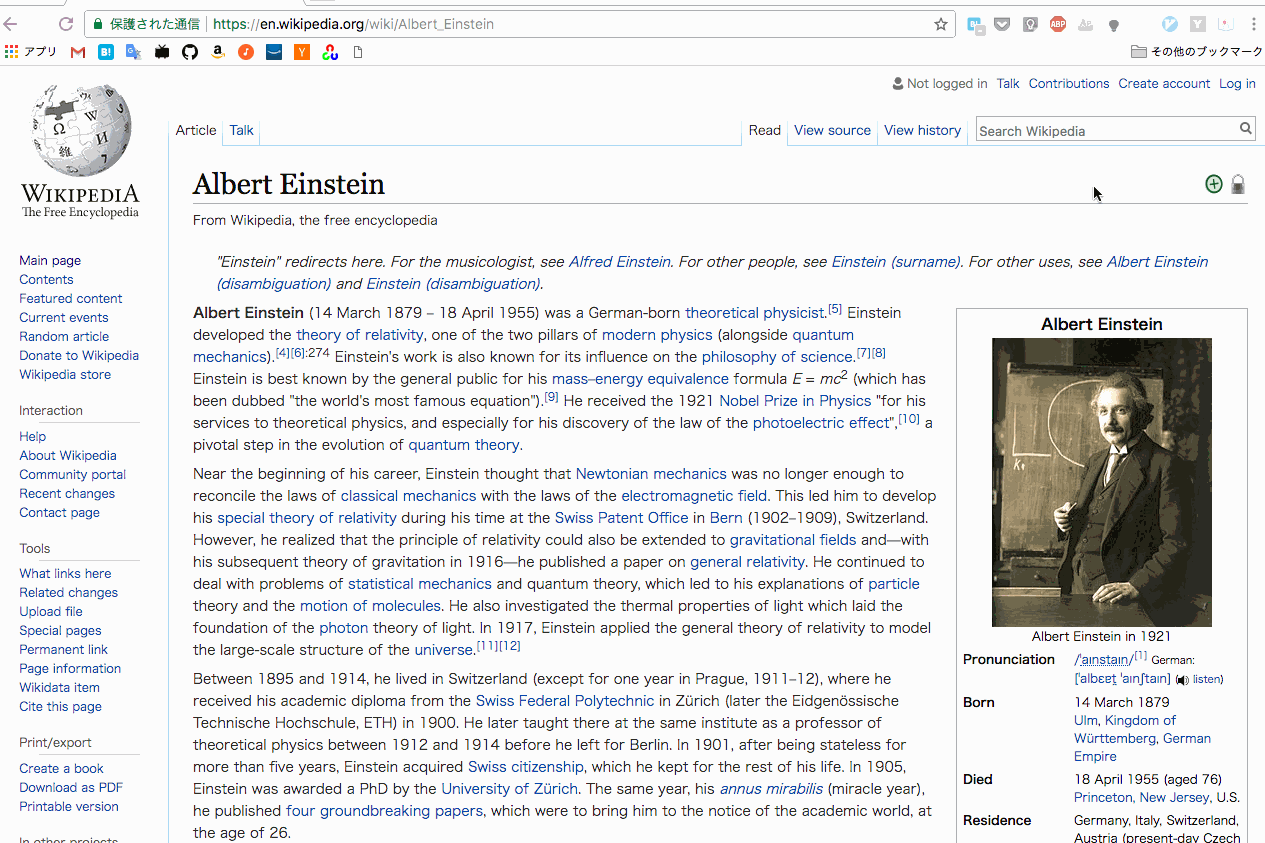 保護された通信 https://en.wikipedia.org/wiki/Albert_Einstein
アプリ
その他のブックマーク
Not logged in Talk Contributions Create account Log in
Article Talk Read View source View history Search Wikipedia
WIKIPEDIA
The Free Encyclopedia
Main page
Contents
Featured content
Current events
Random article
Donate to Wikipedia
Wikipedia store
Interaction
Help
About Wikipedia
Community portal
Recent changes
Contact page
Tools
What links here
Related changes
Upload file
Special pages
Permanent link
Page information
Wikidata item
Cite this page
Print/export
Create a book
Download as PDF
Printable version
In other projects
Albert Einstein
From Wikipedia, the free encyclopedia
"Einstein" redirects here. For the musicologist, see Alfred Einstein. For other people, see Einstein (surname). For other uses, see Albert Einstein
(disambiguation) and Einstein (disambiguation).
Albert Einstein (14 March 1879 – 18 April 1955) was a German-born theoretical physicist.[5] Einstein
developed the theory of relativity, one of the two pillars of modern physics (alongside quantum
mechanics).[4][6]:274 Einstein's work is also known for its influence on the philosophy of science.[7][8]
Einstein is best known by the general public for his mass–energy equivalence formula E = mc2 (which has
been dubbed "the world's most famous equation").[9] He received the 1921 Nobel Prize in Physics "for his
services to theoretical physics, and especially for his discovery of the law of the photoelectric effect",[10] a
pivotal step in the evolution of quantum theory.
Near the beginning of his career, Einstein thought that Newtonian mechanics was no longer enough to
reconcile the laws of classical mechanics with the laws of the electromagnetic field. This led him to develop
his special theory of relativity during his time at the Swiss Patent Office in Bern (1902–1909), Switzerland.
However, he realized that the principle of relativity could also be extended to gravitational fields and—with
his subsequent theory of gravitation in 1916—he published a paper on general relativity. He continued to
deal with problems of statistical mechanics and quantum theory, which led to his explanations of particle
theory and the motion of molecules. He also investigated the thermal properties of light which laid the
foundation of the photon theory of light. In 1917, Einstein applied the general theory of relativity to model
the large-scale structure of the universe.[11][12]
Between 1895 and 1914, he lived in Switzerland (except for one year in Prague, 1911–12), where he
received his academic diploma from the Swiss Federal Polytechnic in Zürich (later the Eidgenössische
Technische Hochschule, ETH) in 1900. He later taught there at the same institute as a professor of
theoretical physics between 1912 and 1914 before he left for Berlin. In 1901, after being stateless for
more than five years, Einstein acquired Swiss citizenship, which he kept for the rest of his life. In 1905,
Einstein was awarded a PhD by the University of Zürich. The same year, his annus mirabilis (miracle year),
he published four groundbreaking papers, which were to bring him to the notice of the academic world, at
the age of 26.
Albert Einstein
Albert Einstein in 1921
Pronunciation /ˈaɪnstaɪn/[1] German:
[ˈalbɛɐ̯t ˈaɪnʃtaɪn] ( listen)
Born 14 March 1879
Ulm, Kingdom of
Württemberg, German
Empire
Died 18 April 1955 (aged 76)
Princeton, New Jersey, U.S.
Residence Germany, Italy, Switzerland,
Austria (present-day Czech